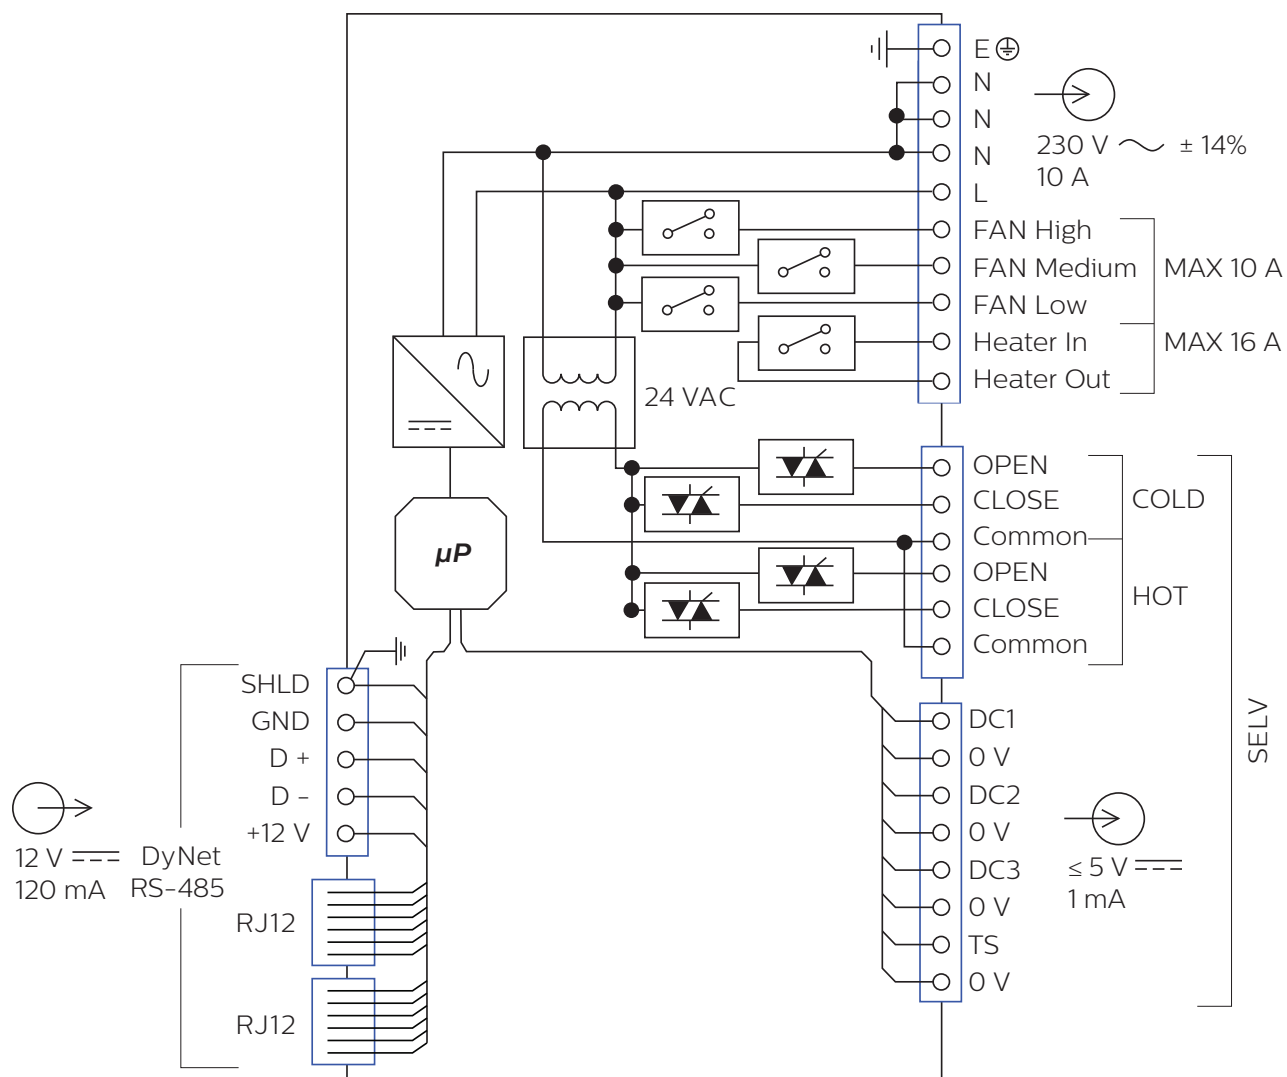 E
N
N
N
L
FAN High
FAN Medium
FAN Low
Heater In
Heater Out
230 V ± 14%
10 A
MAX 10 A
MAX 16 A
24 VAC
µP
OPEN
CLOSE
Common
OPEN
CLOSE
Common
COLD
HOT
SELV
SHLD
GND
D +
D -
+12 V
12 V
120 mA
DyNet
RS-485
RJ12
RJ12
DC1
0 V
DC2
0 V
DC3
0 V
TS
0 V
≤ 5 V
1 mA